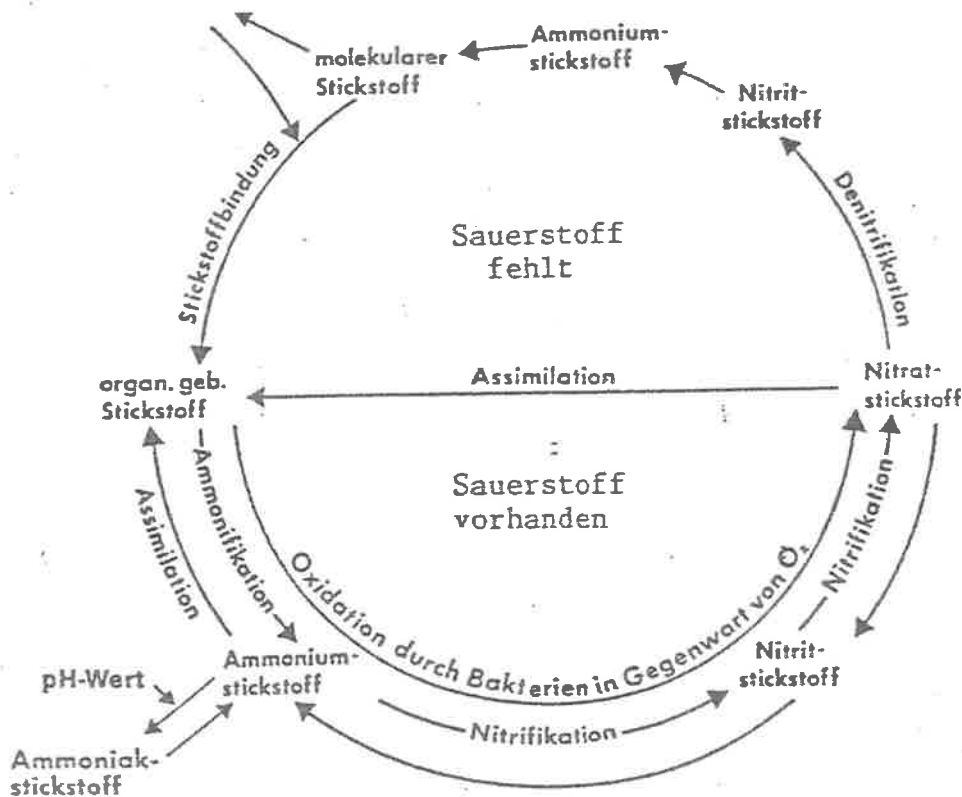 Ammonium-
stickstoff
molekularer
Stickstoff
Nitrit-
stickstoff
Stickstoffbindung
Denitrifikation
Sauerstoff
fehlt
Assimilation
organ. geb.
Stickstoff
Nitrat-
stickstoff
Sauerstoff
vorhanden
Assimilation
Ammonifikation
Oxidation durch Bakterien in Gegenwart von O₂
Nitrifikation
Ammonium-
stickstoff
Nitrit-
stickstoff
pH-Wert
Nitrifikation
Ammoniak-
stickstoff